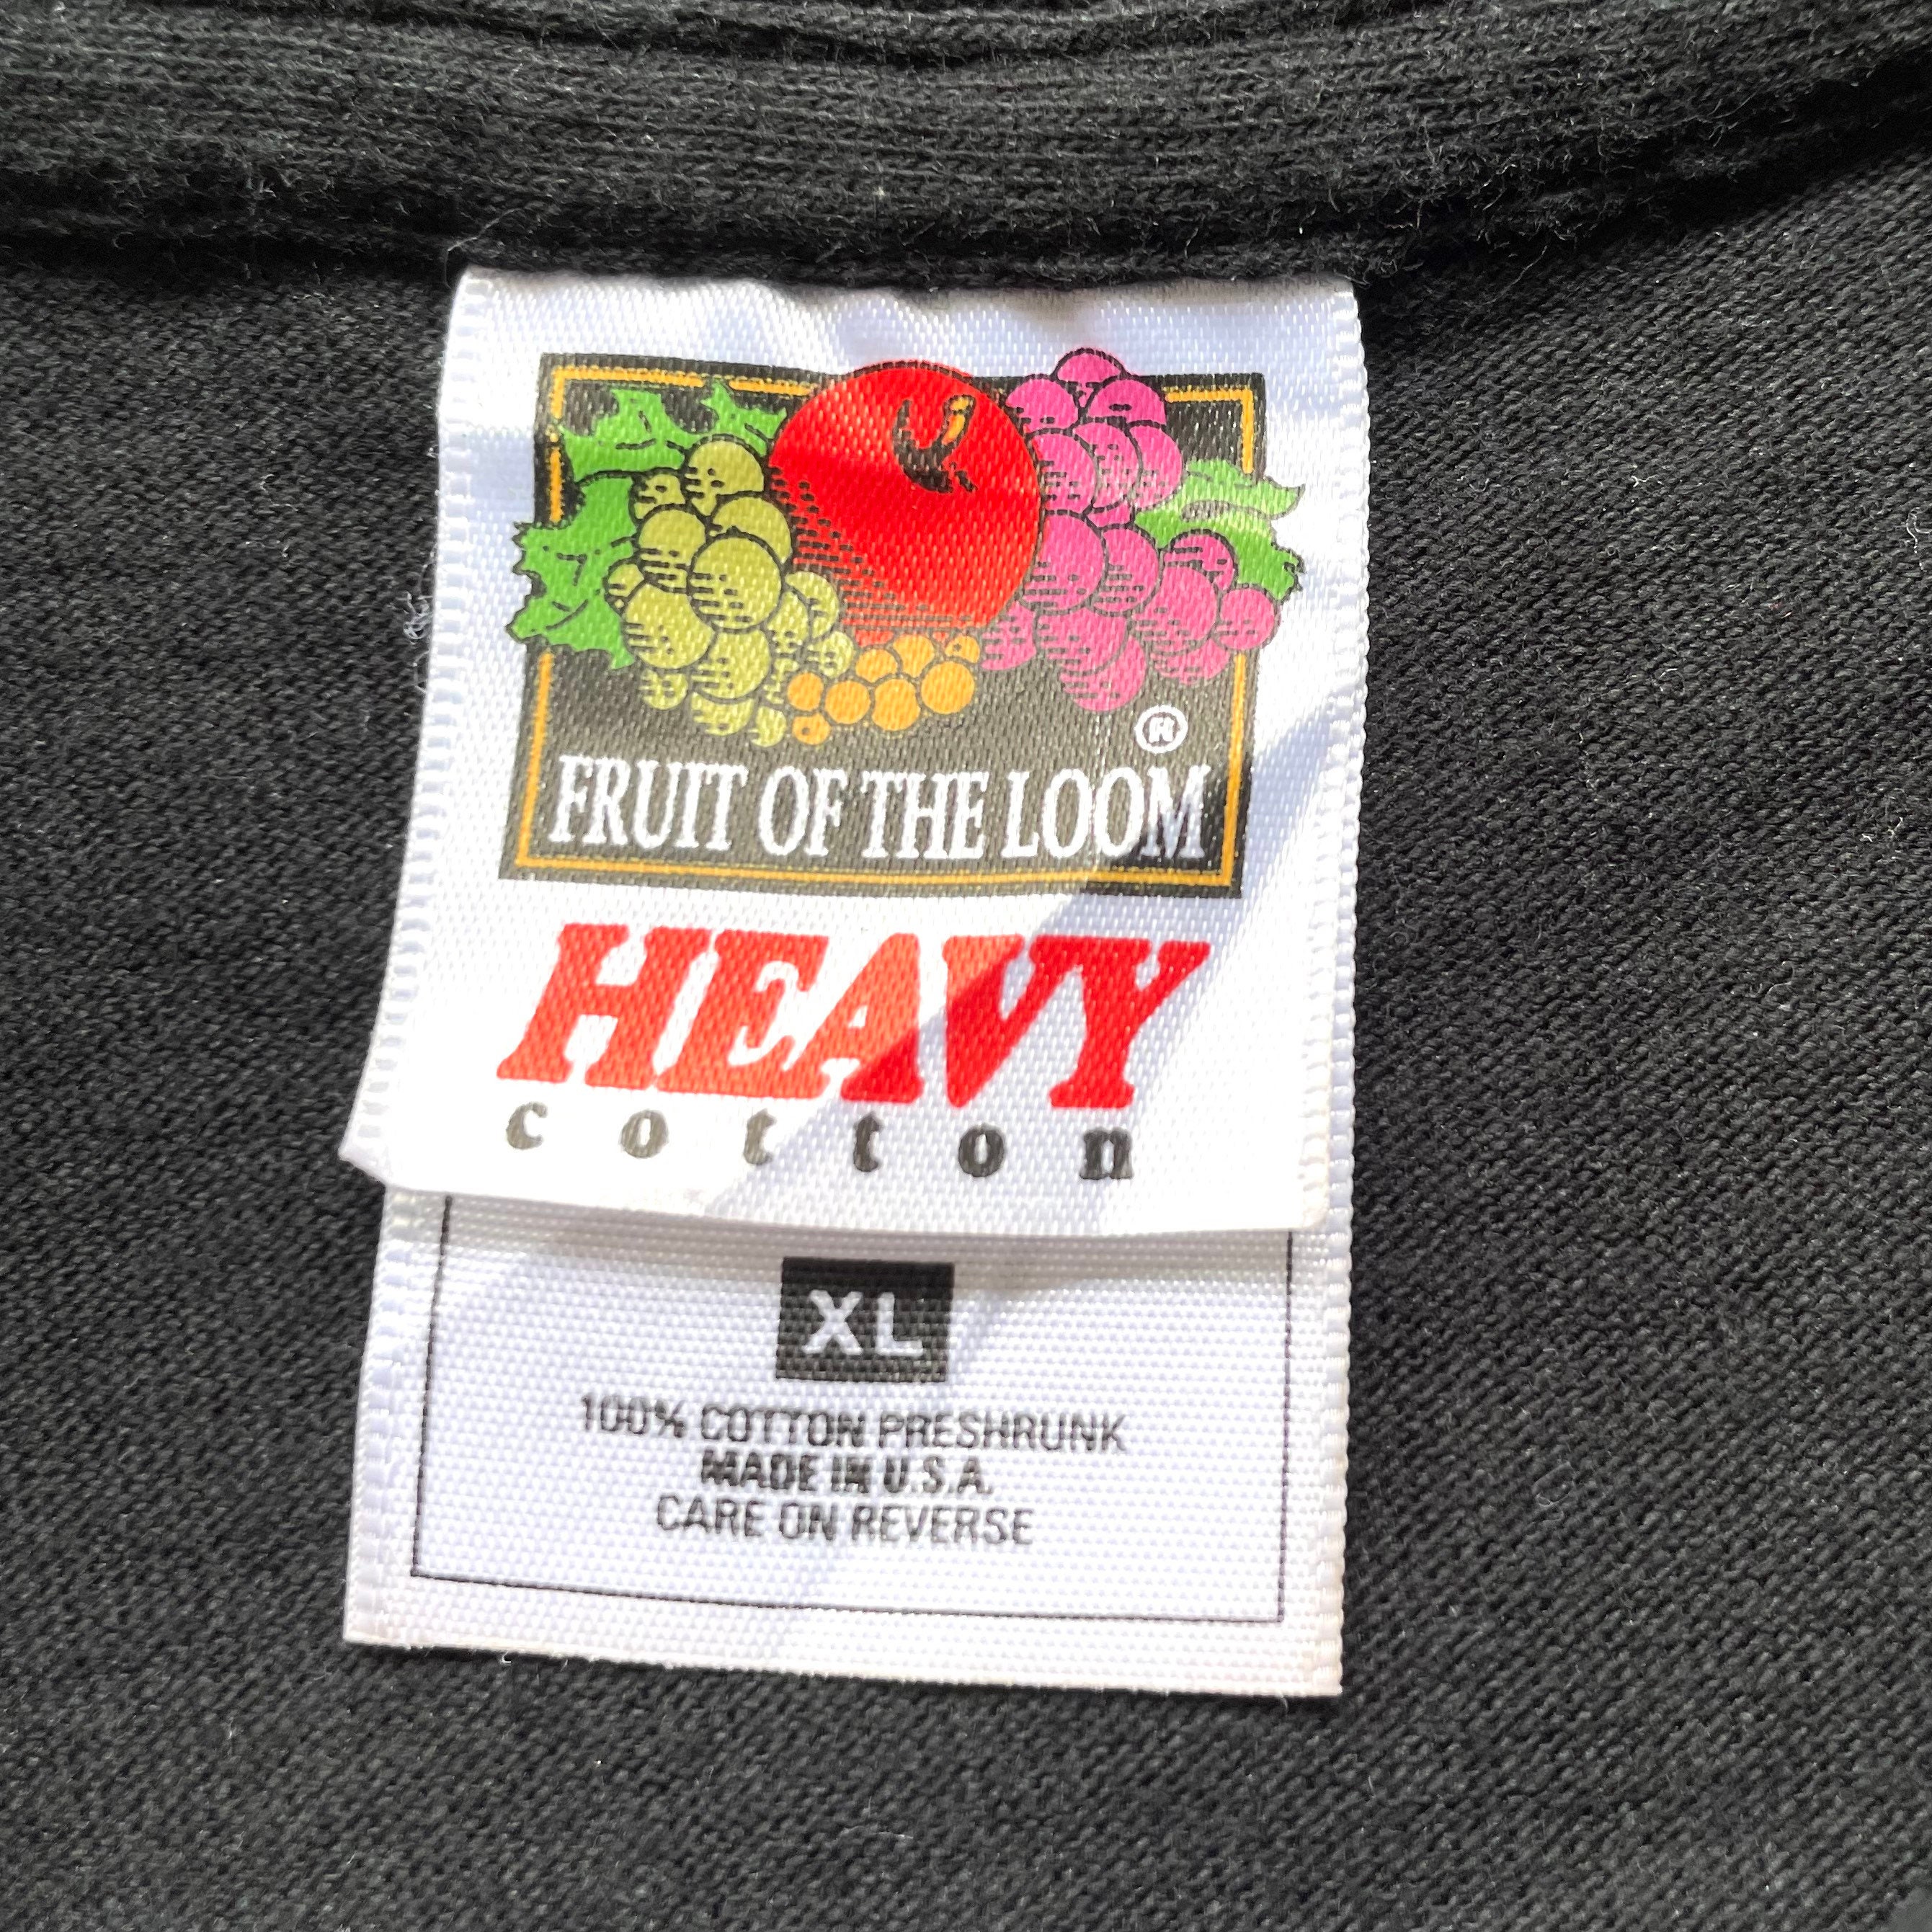 ®
FRUIT OF THE LOOM
HEAVY
cotton
XL
100% COTTON PRESHRUNK
MADE IN U.S.A.
CARE ON REVERSE